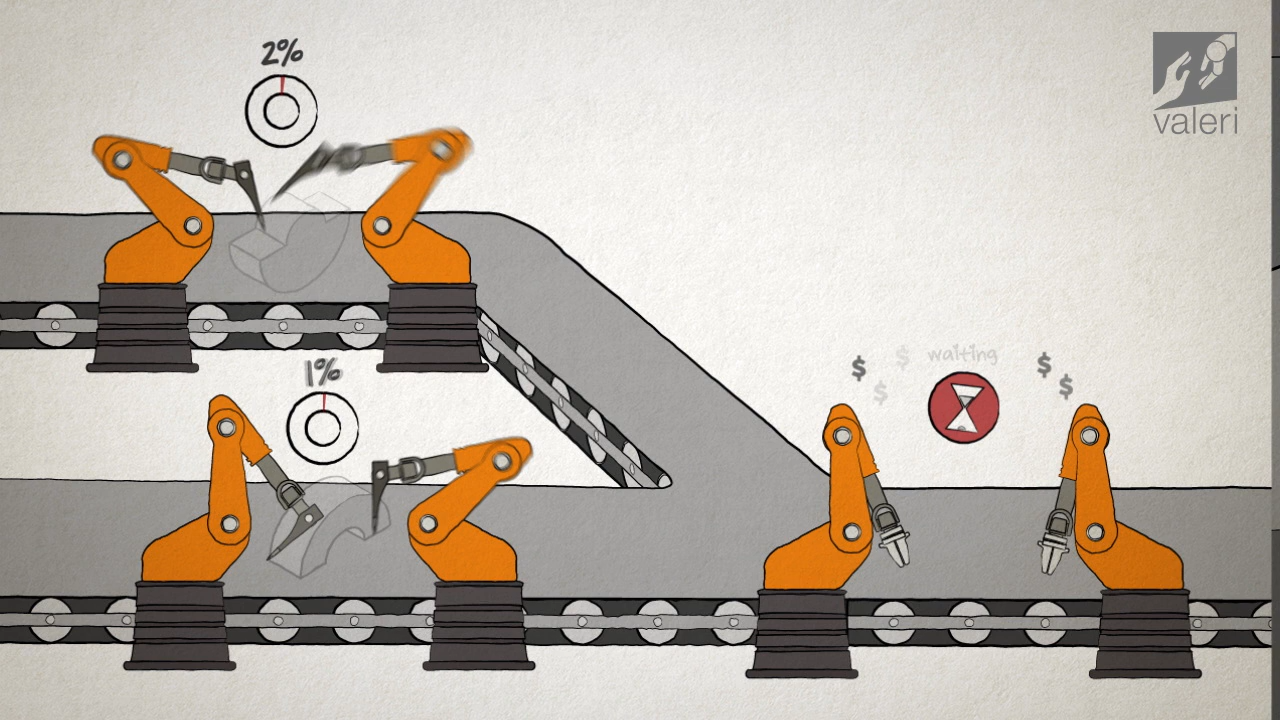 2%
valeri
waiting
$ $ $
$ $
1%